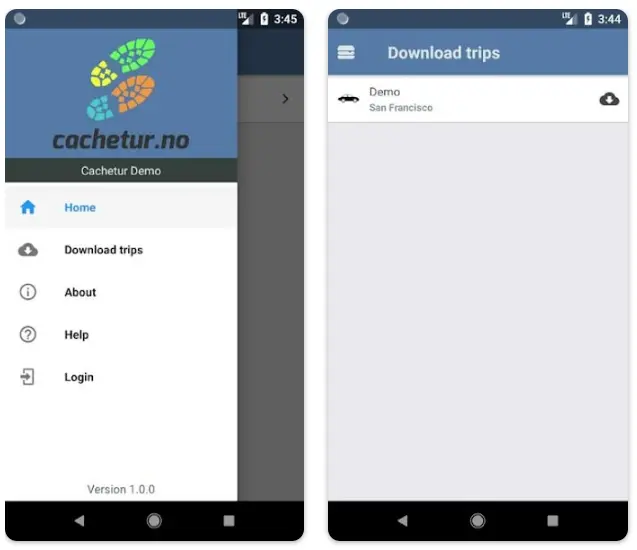 LTE 3:45
cachetur.no
Cachetur Demo
Home
Download trips
About
Help
Login
Version 1.0.0
LTE 3:44
Download trips
Demo
San Francisco